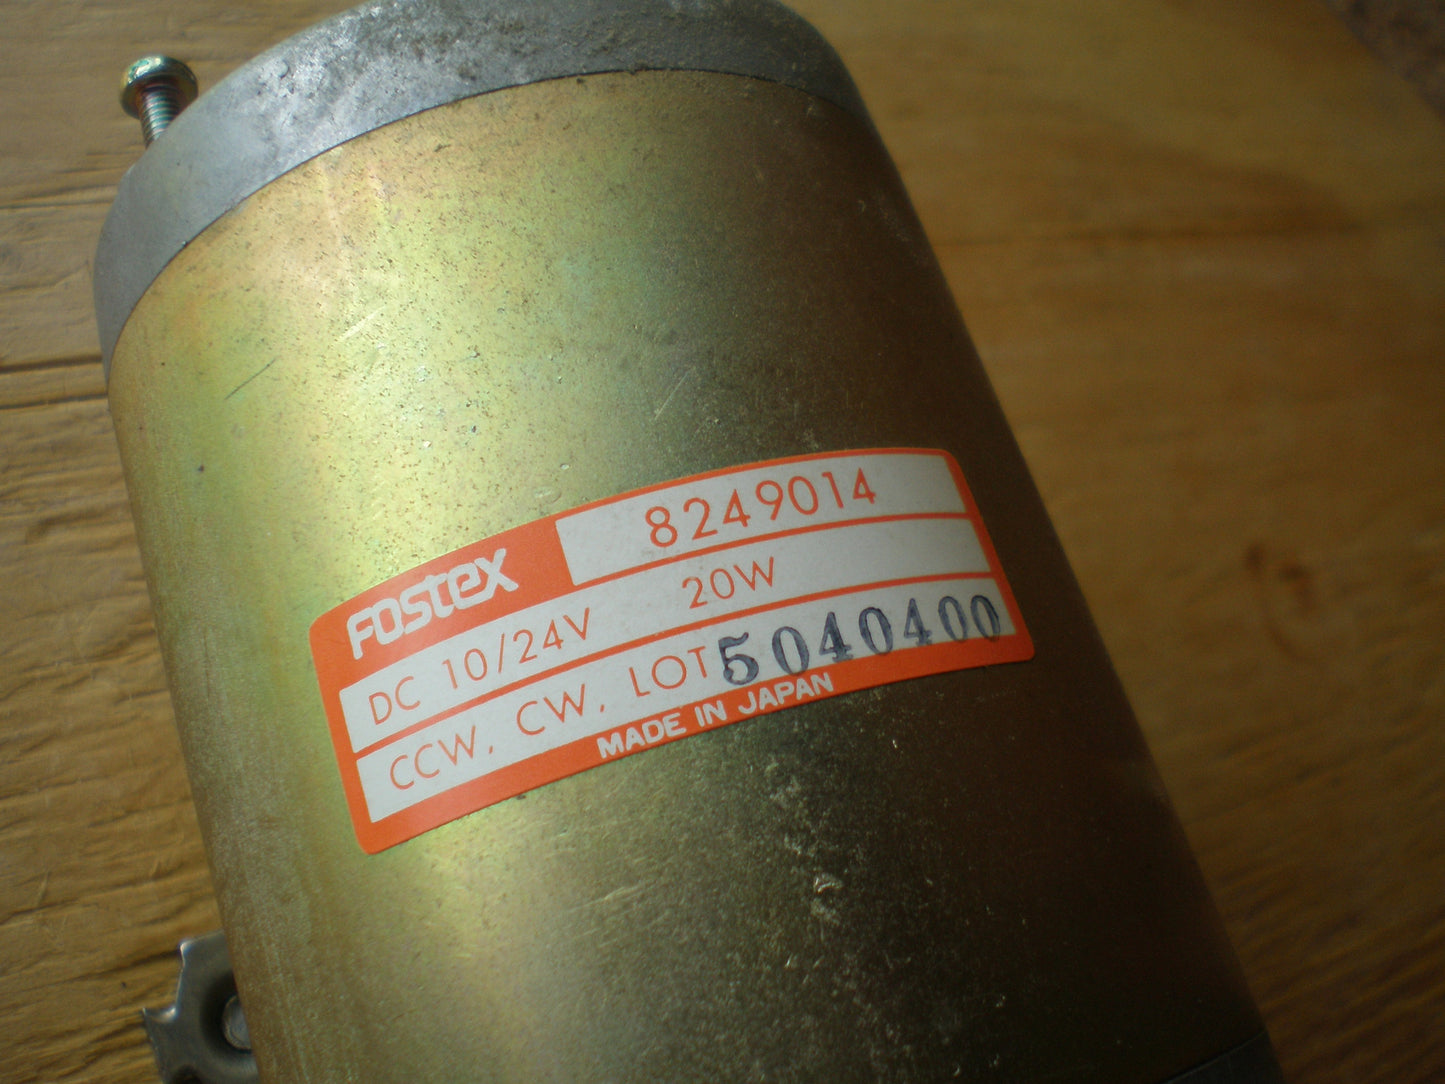 FOSTEX 8249014
DC 10/24V 20W
CCW. CW. LOT 5040400
MADE IN JAPAN